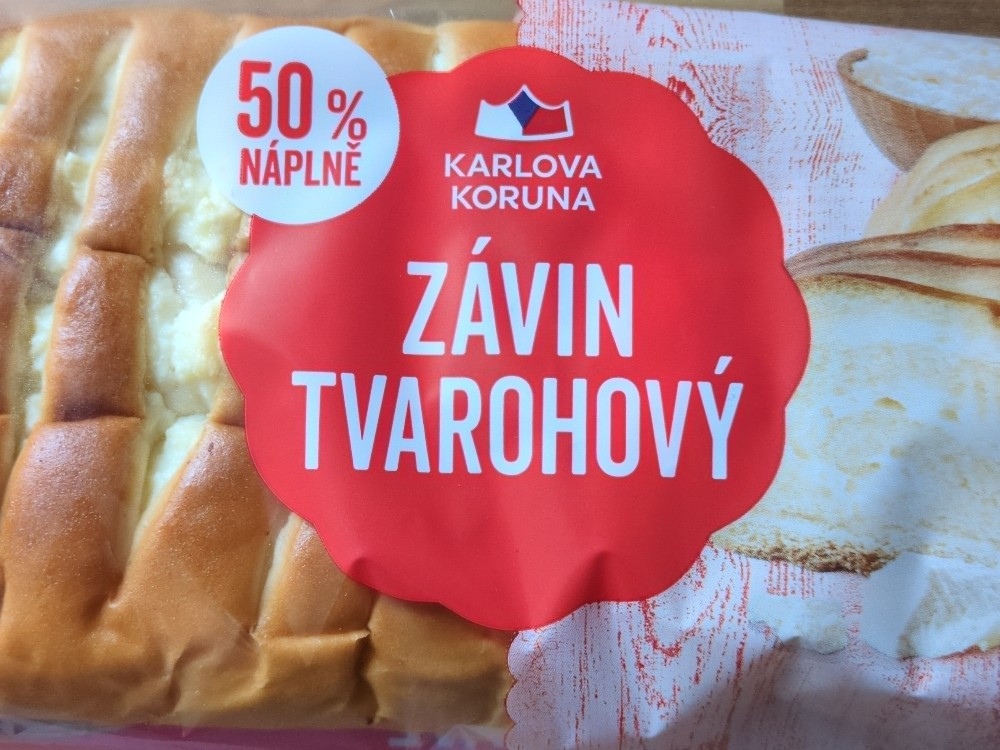 50 %
NÁPLNĚ
KARLOVA
KORUNA
ZÁVIN
TVAROHOVÝ